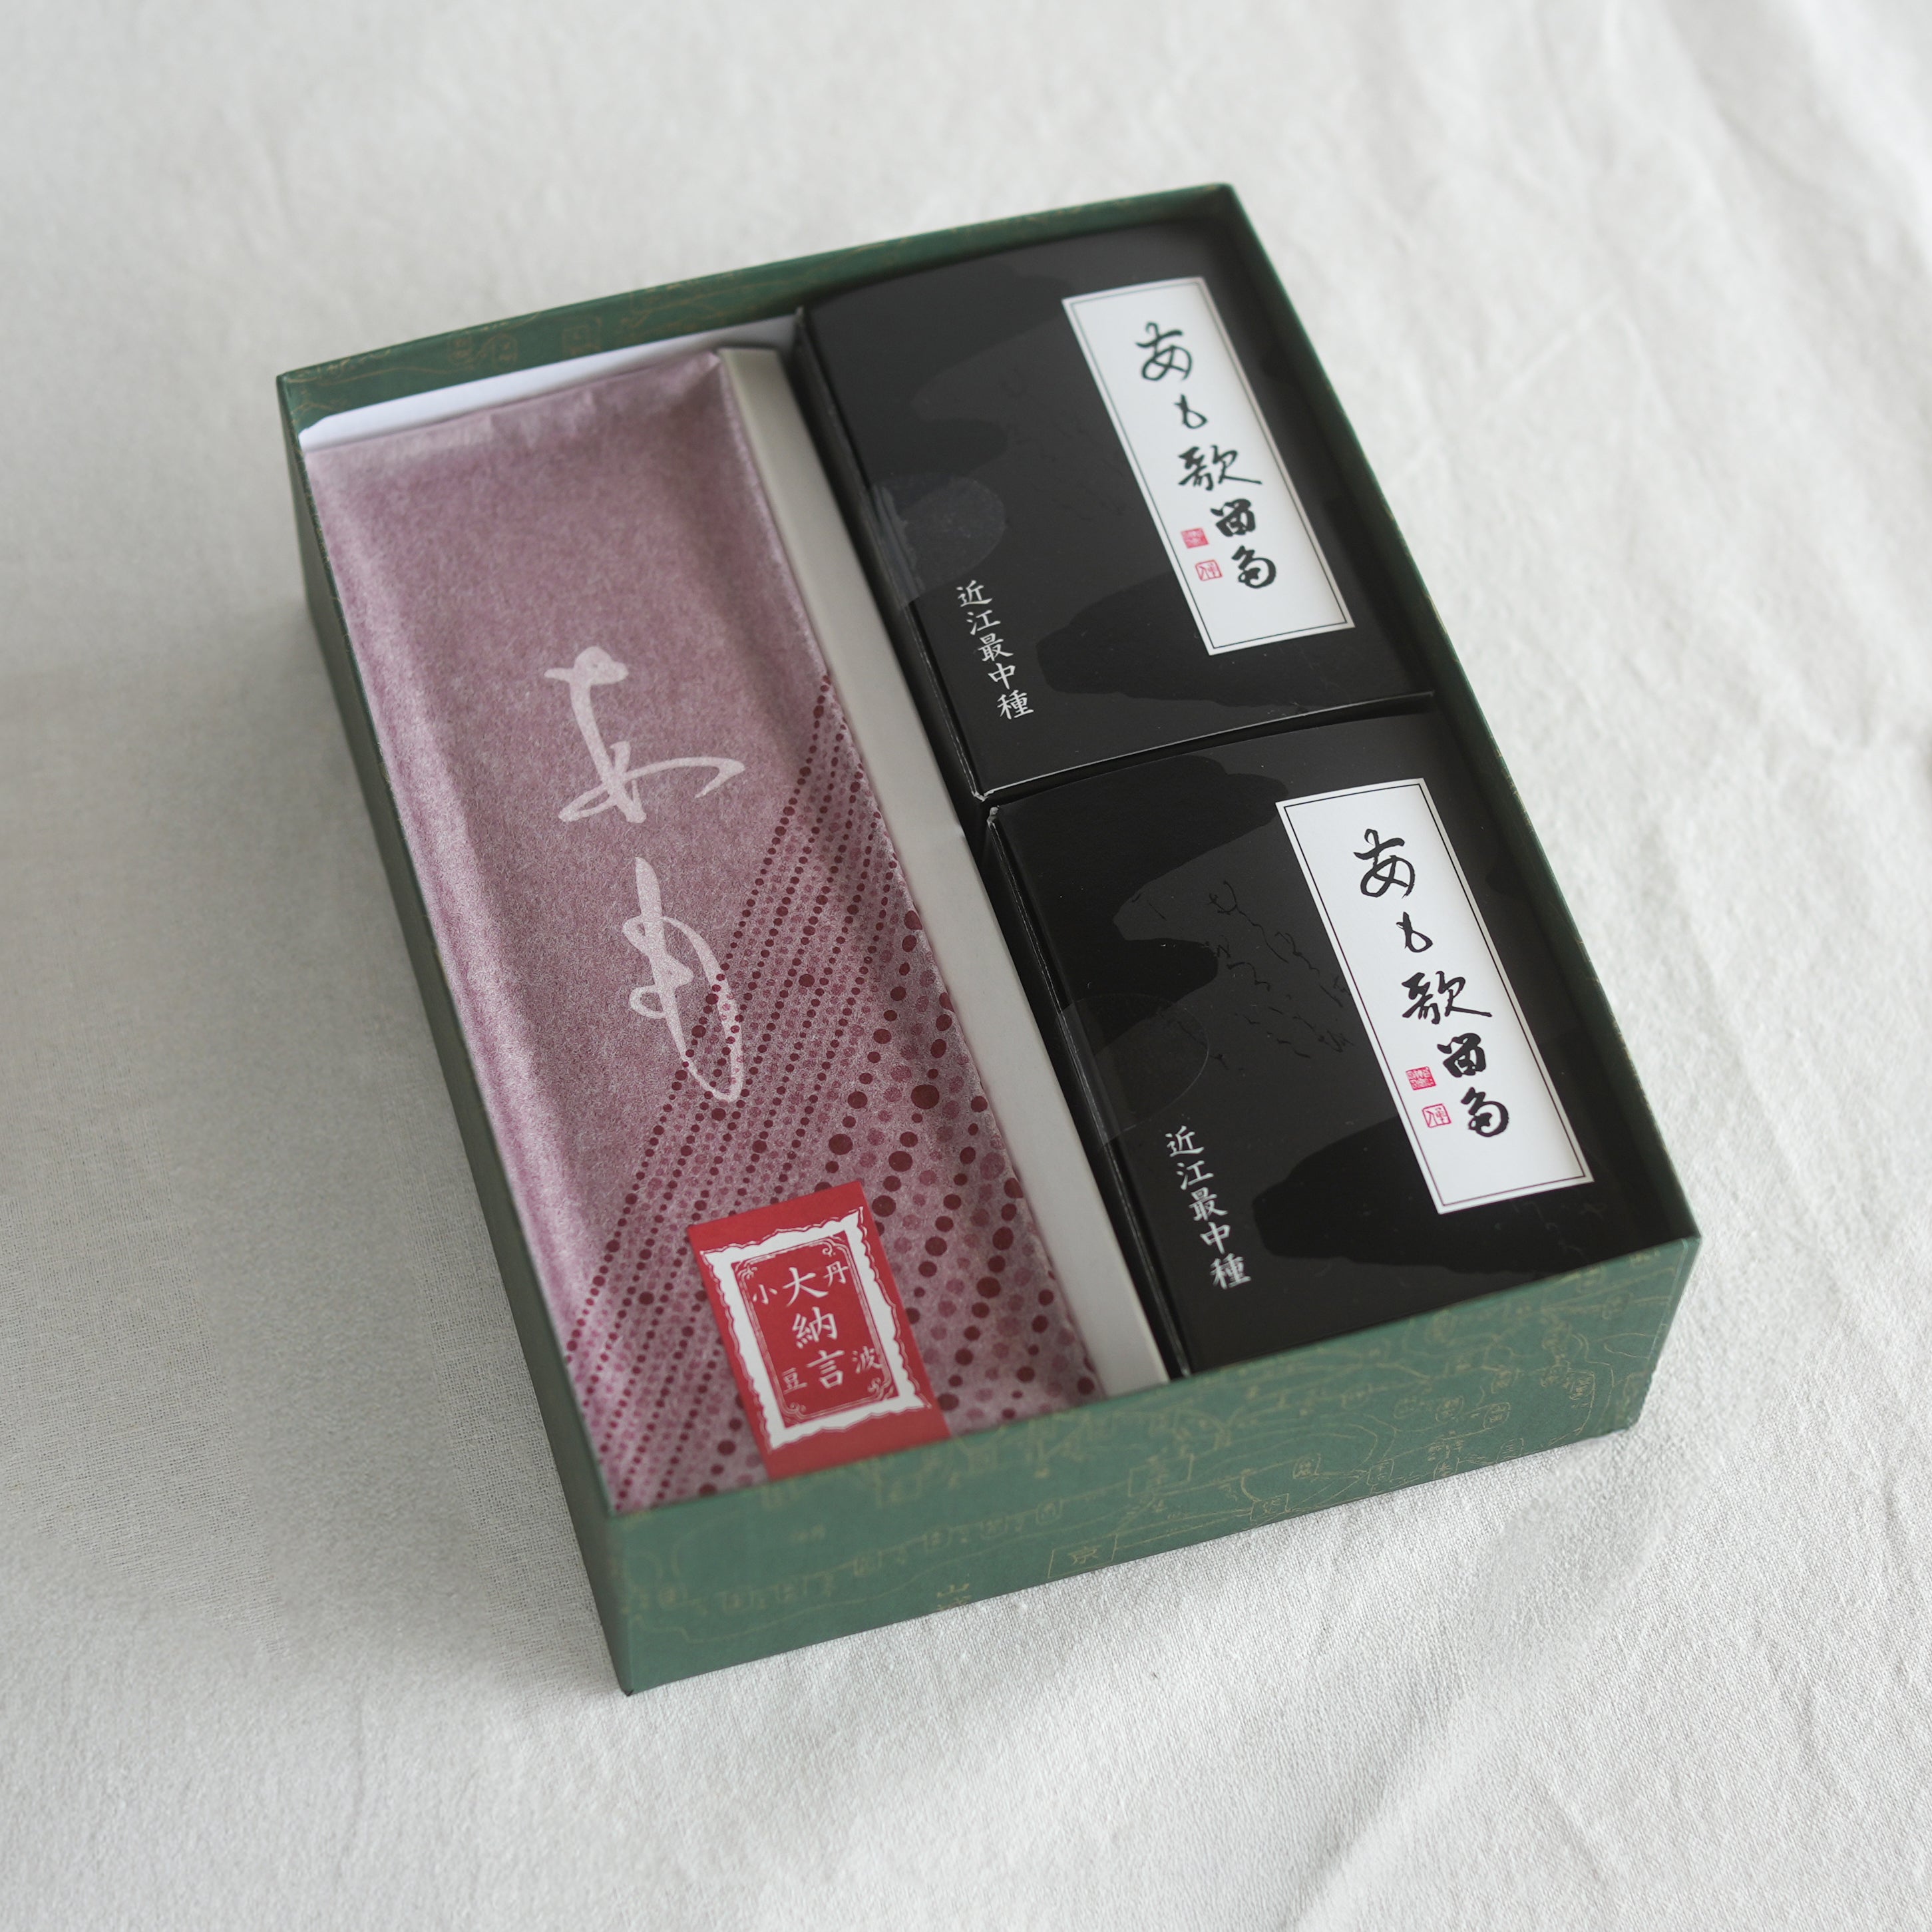 あも
丹波
大納言
小豆
あも歌留多
近江最中種
あも歌留多
近江最中種
京